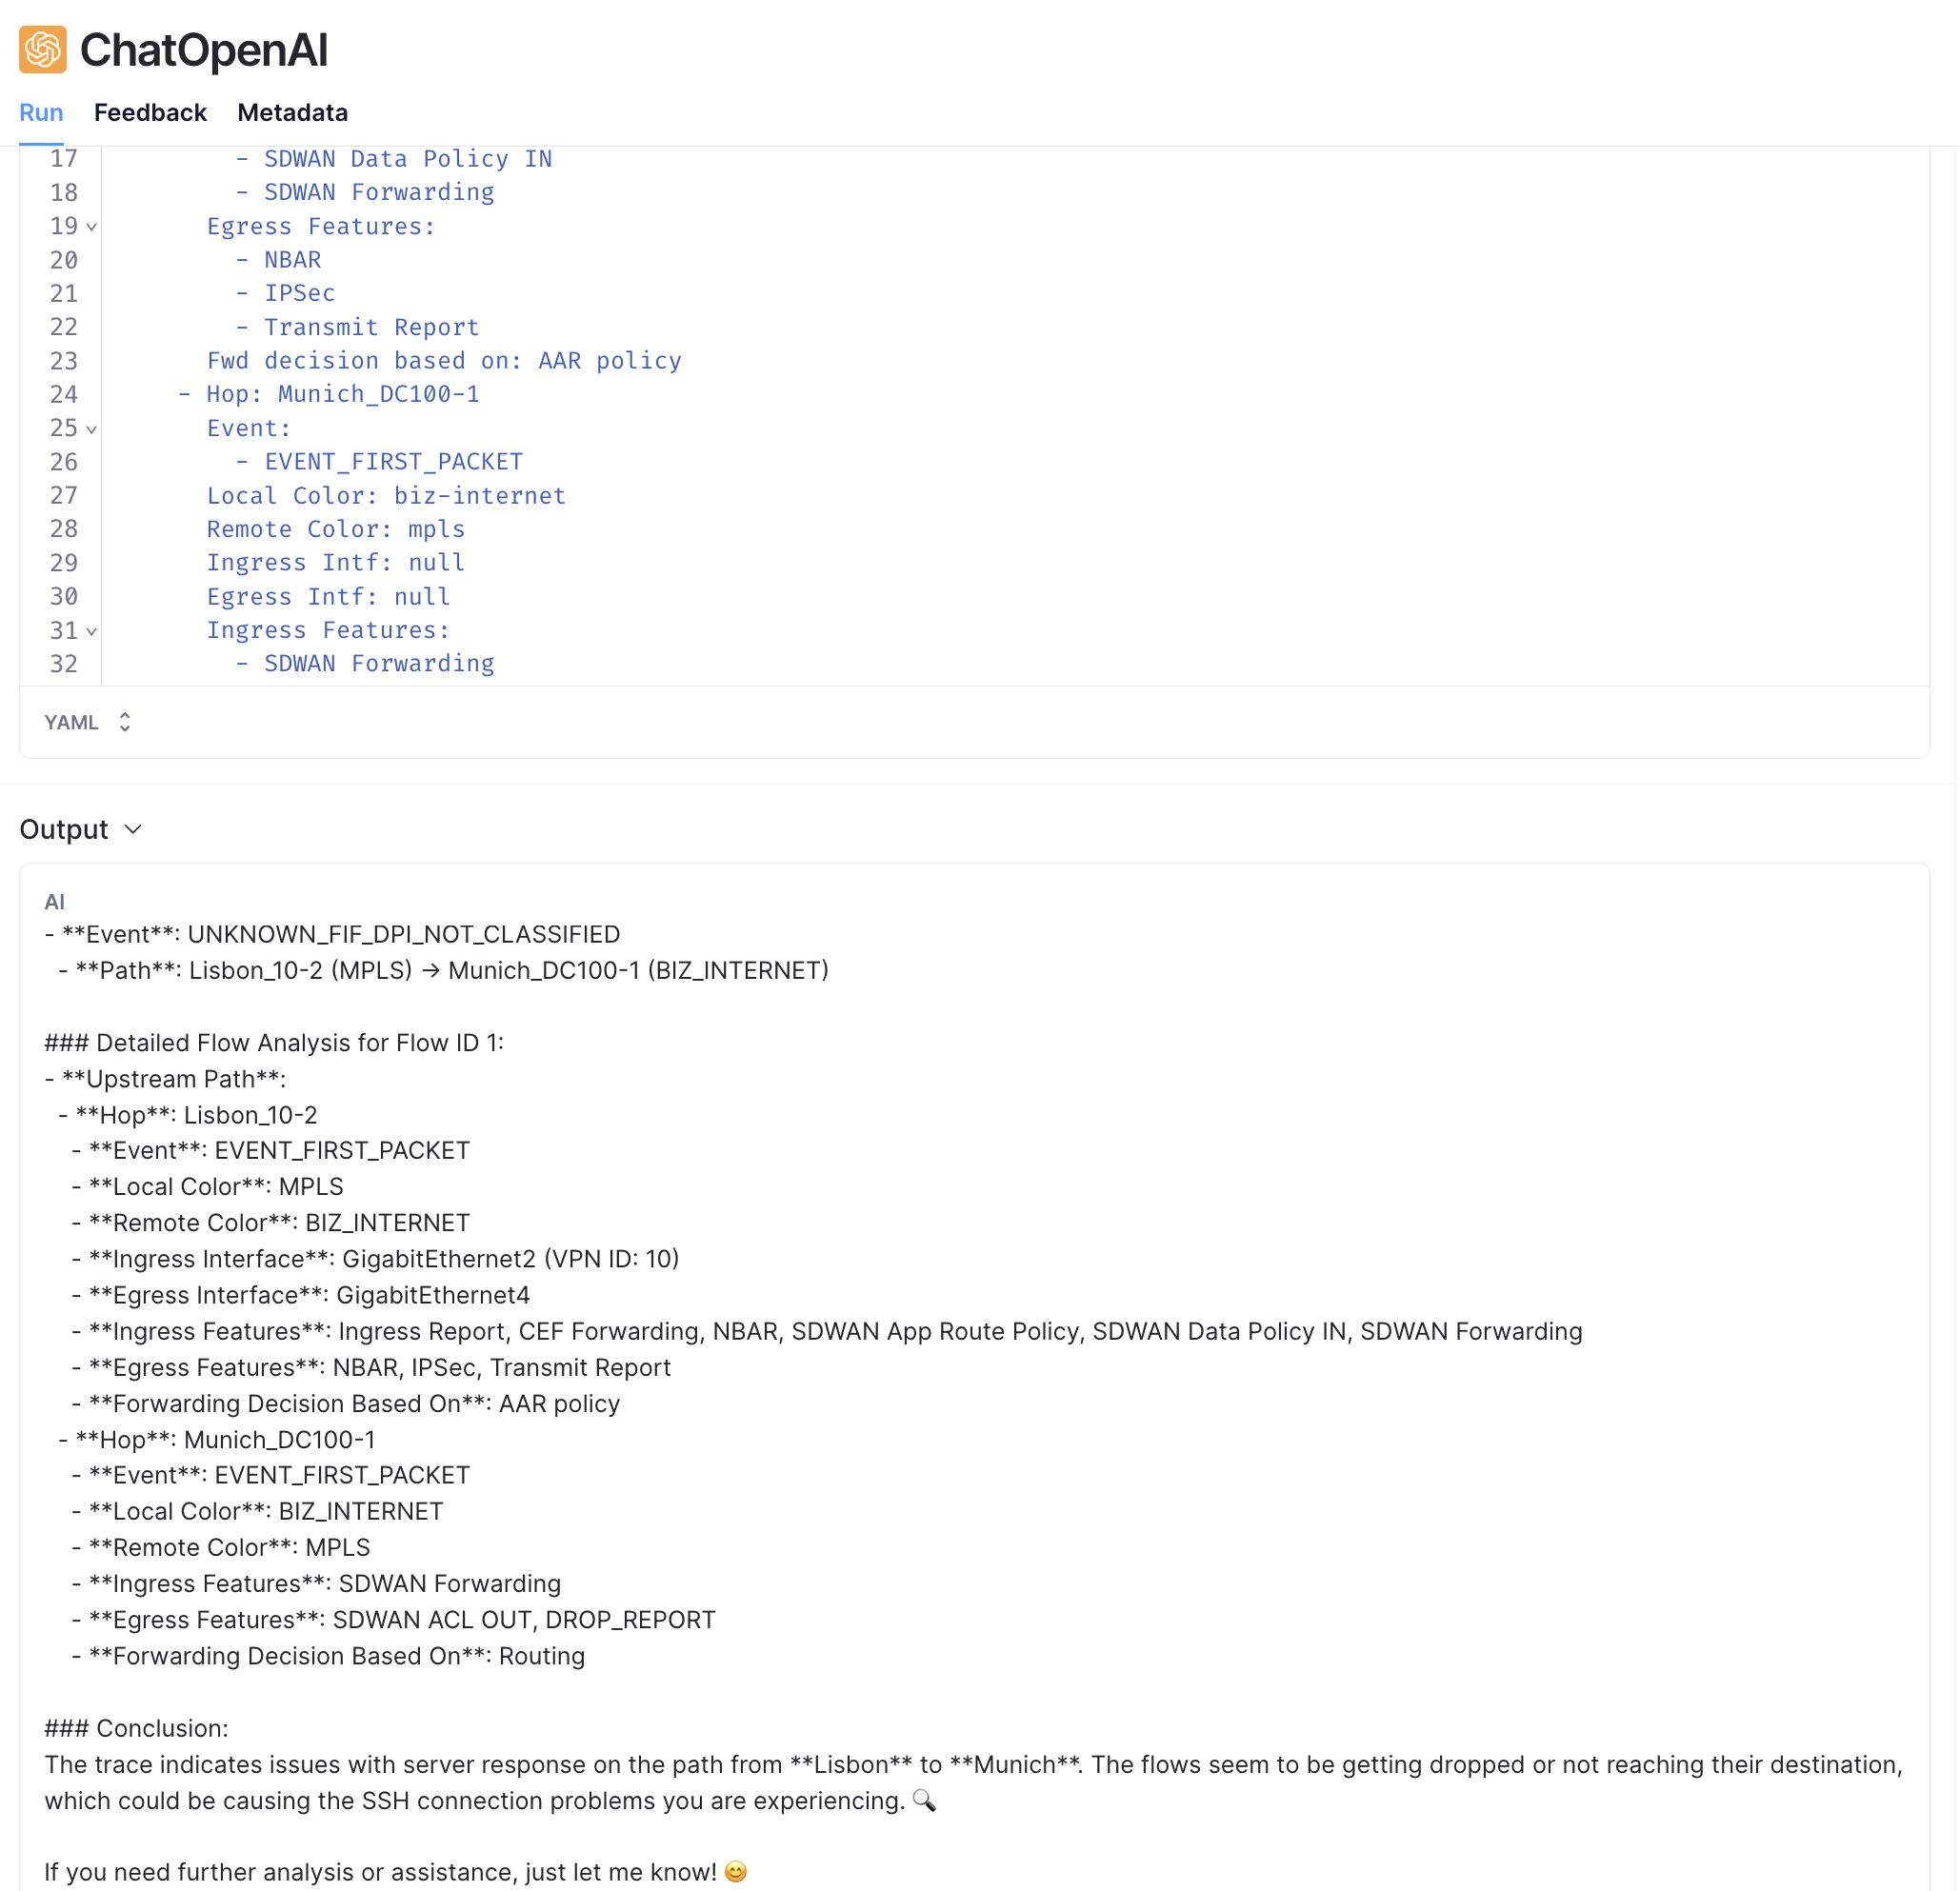 ChatOpenAI
Run Feedback Metadata
17 - SDWAN Data Policy IN
18 - SDWAN Forwarding
19 Egress Features:
20 - NBAR
21 - IPSec
22 - Transmit Report
23 Fwd decision based on: AAR policy
24 - Hop: Munich_DC100-1
25 Event:
26 - EVENT_FIRST_PACKET
27 Local Color: biz-internet
28 Remote Color: mpls
29 Ingress Intf: null
30 Egress Intf: null
31 Ingress Features:
32 - SDWAN Forwarding
YAML
Output
AI
- **Event**: UNKNOWN_FIF_DPI_NOT_CLASSIFIED
- **Path**: Lisbon_10-2 (MPLS) → Munich_DC100-1 (BIZ_INTERNET)
### Detailed Flow Analysis for Flow ID 1:
- **Upstream Path**:
- **Hop**: Lisbon_10-2
- **Event**: EVENT_FIRST_PACKET
- **Local Color**: MPLS
- **Remote Color**: BIZ_INTERNET
- **Ingress Interface**: GigabitEthernet2 (VPN ID: 10)
- **Egress Interface**: GigabitEthernet4
- **Ingress Features**: Ingress Report, CEF Forwarding, NBAR, SDWAN App Route Policy, SDWAN Data Policy IN, SDWAN Forwarding
- **Egress Features**: NBAR, IPSec, Transmit Report
- **Forwarding Decision Based On**: AAR policy
- **Hop**: Munich_DC100-1
- **Event**: EVENT_FIRST_PACKET
- **Local Color**: BIZ_INTERNET
- **Remote Color**: MPLS
- **Ingress Features**: SDWAN Forwarding
- **Egress Features**: SDWAN ACL OUT, DROP_REPORT
- **Forwarding Decision Based On**: Routing
### Conclusion:
The trace indicates issues with server response on the path from **Lisbon** to **Munich**. The flows seem to be getting dropped or not reaching their destination,
which could be causing the SSH connection problems you are experiencing. 🔍
If you need further analysis or assistance, just let me know! 😊